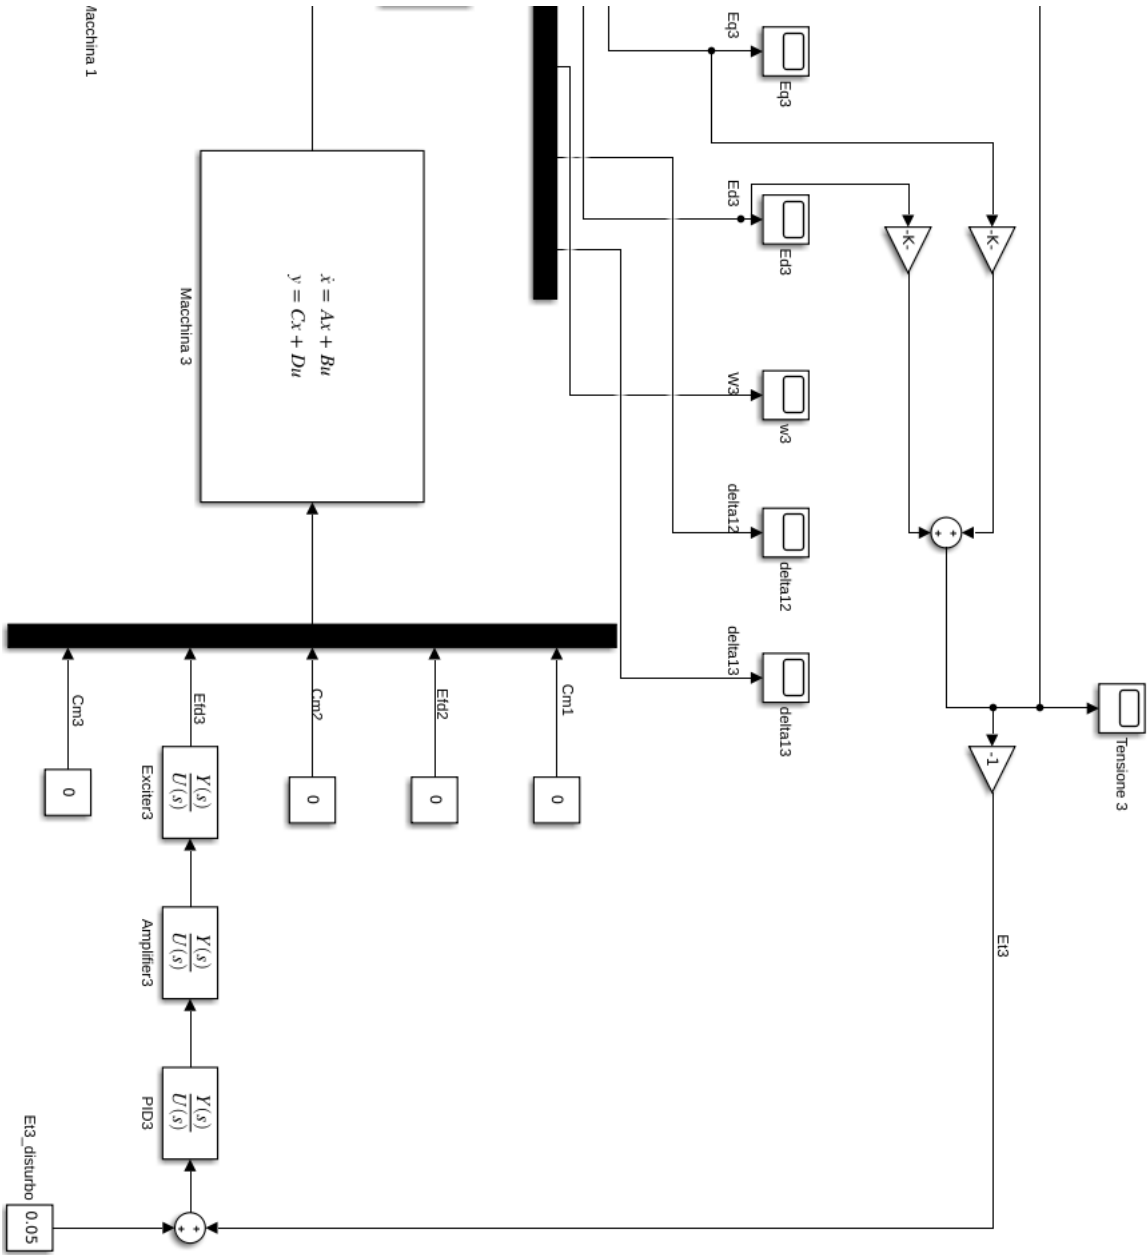 Tensione 3
Et3
-K-
-1
-K-
+
+
Eq3
Ed3
w3
delta12
delta13
Eq3
Ed3
W3
delta12
delta13
Cm1
0
Efd2
0
ẋ = Ax + Bu
y = Cx + Du
Macchina 3
Cm2
0
Efd3
Y(s)
U(s)
Exciter3
Y(s)
U(s)
Amplifier3
Y(s)
U(s)
PID3
+
+
Macchina 1
Cm3
0
Et3_disturbo
0.05